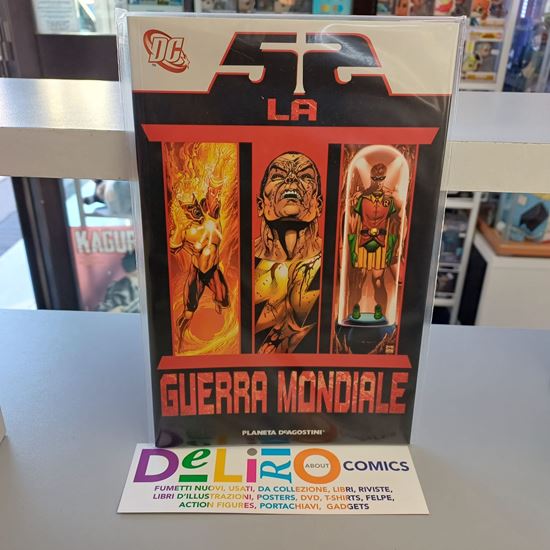 DC
52
LA
III
GUERRA MONDIALE
PLANETA DeAGOSTINI
DeLiRiO ABOUT COMICS
FUMETTI NUOVI, USATI, DA COLLEZIONE, LIBRI, RIVISTE,
LIBRI D'ILLUSTRAZIONI, POSTERS, DVD, T-SHIRTS, FELPE,
ACTION FIGURES, PORTACHIAVI, GADGETS
KAGUR